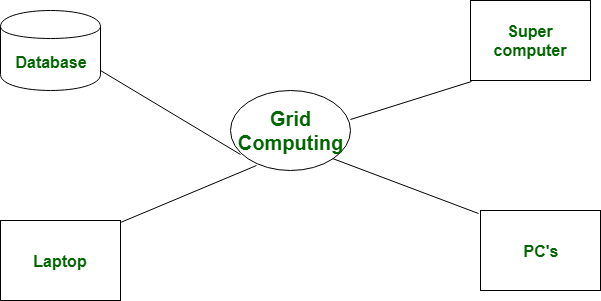 Super
computer
Database
Grid
Computing
Laptop
PC's